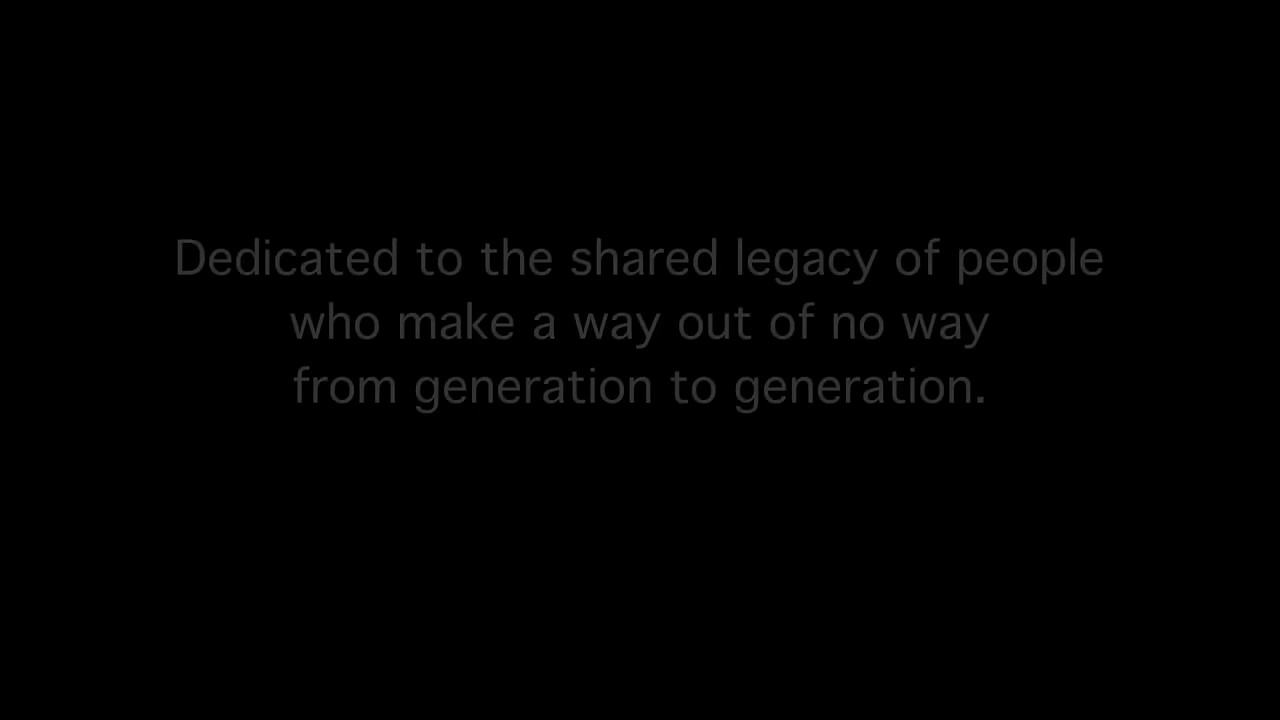 Dedicated to the shared legacy of people
who make a way out of no way
from generation to generation.